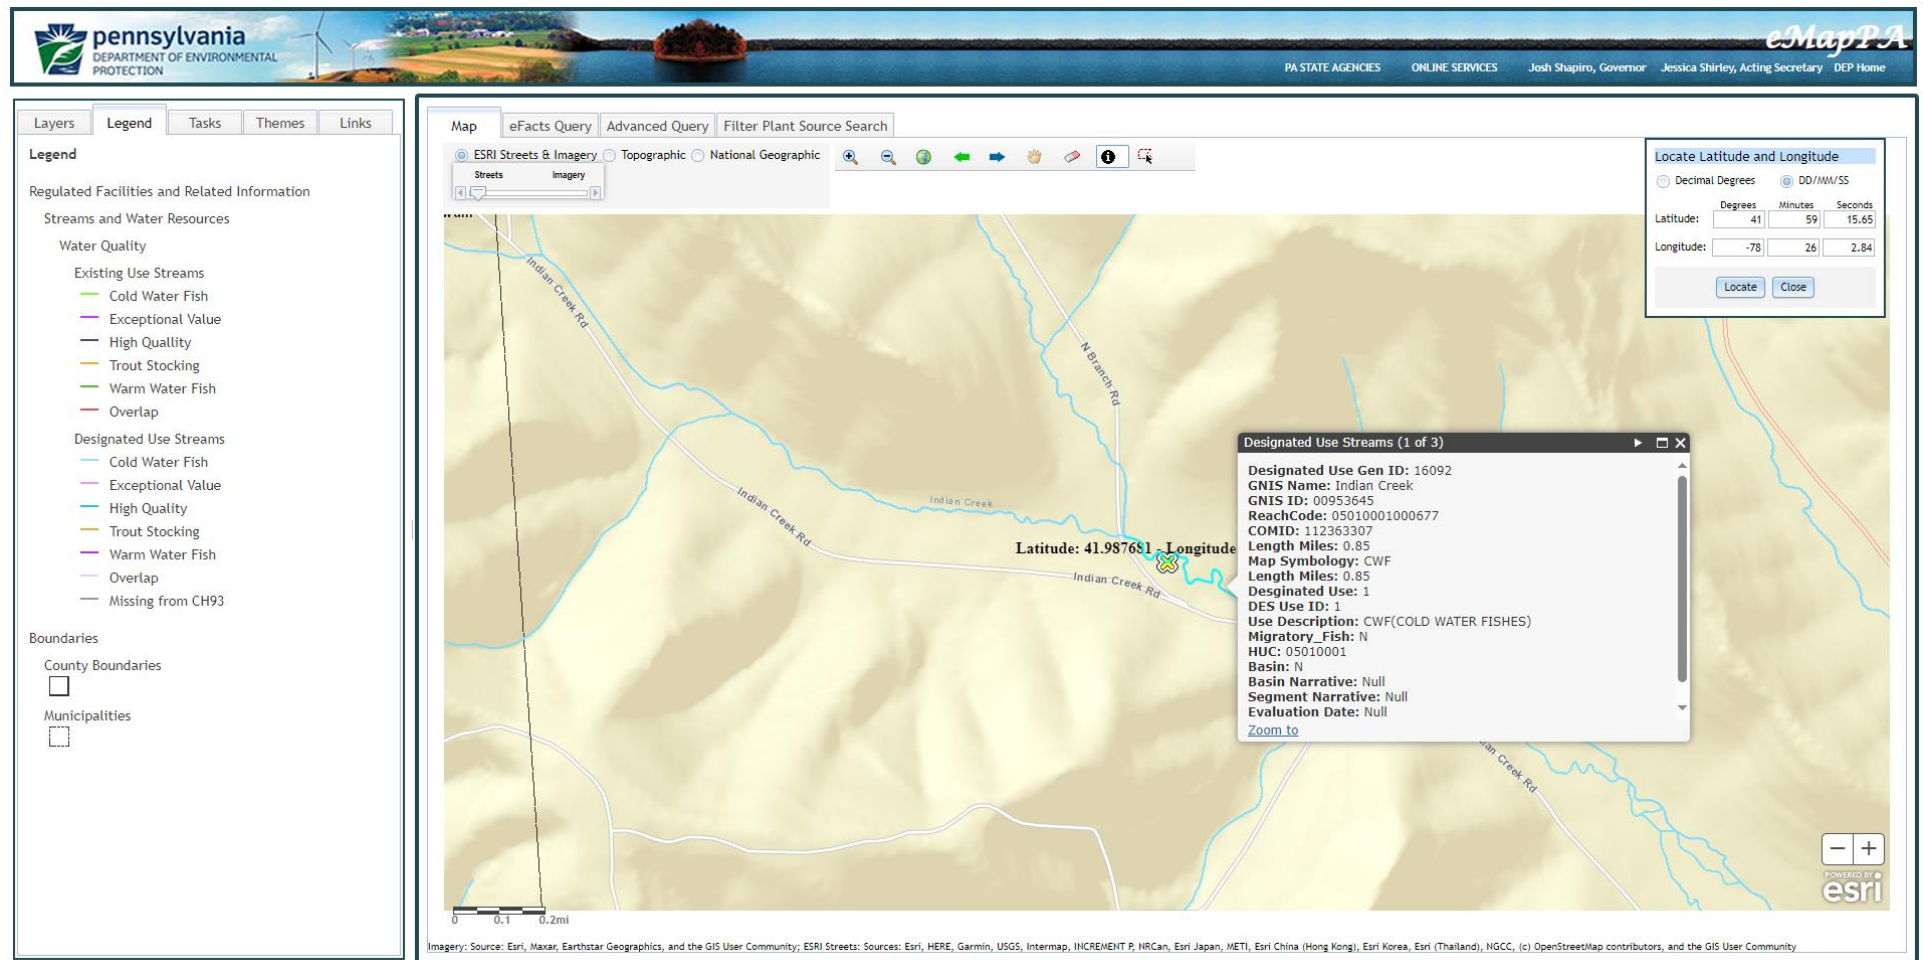 pennsylvania
DEPARTMENT OF ENVIRONMENTAL
PROTECTION
eMapPA
PA STATE AGENCIES ONLINE SERVICES Josh Shapiro, Governor Jessica Shirley, Acting Secretary DEP Home
Layers Legend Tasks Themes Links
Legend
Regulated Facilities and Related Information
Streams and Water Resources
Water Quality
Existing Use Streams
Cold Water Fish
Exceptional Value
High Quallity
Trout Stocking
Warm Water Fish
Overlap
Designated Use Streams
Cold Water Fish
Exceptional Value
High Quality
Trout Stocking
Warm Water Fish
Overlap
Missing from CH93
Boundaries
County Boundaries
Municipalities
Map eFacts Query Advanced Query Filter Plant Source Search
ESRI Streets & Imagery Topographic National Geographic
Streets Imagery
Locate Latitude and Longitude
Decimal Degrees DD/MM/SS
Degrees Minutes Seconds
Latitude: 41 59 15.65
Longitude: -78 26 2.84
Locate Close
Indian Creek Rd
N Branch Rd
Indian Creek
Indian Creek Rd
Latitude: 41.987681 - Longitude
Indian Creek Rd
Designated Use Streams (1 of 3)
Designated Use Gen ID: 16092
GNIS Name: Indian Creek
GNIS ID: 00953645
ReachCode: 05010001000677
COMID: 112363307
Length Miles: 0.85
Map Symbology: CWF
Length Miles: 0.85
Desginated Use: 1
DES Use ID: 1
Use Description: CWF(COLD WATER FISHES)
Migratory_Fish: N
HUC: 05010001
Basin: N
Basin Narrative: Null
Segment Narrative: Null
Evaluation Date: Null
Zoom to
Creek Rd
POWERED BY
esri
0 0.1 0.2mi
Imagery: Source: Esri, Maxar, Earthstar Geographics, and the GIS User Community; ESRI Streets: Sources: Esri, HERE, Garmin, USGS, Intermap, INCREMENT P, NRCan, Esri Japan, METI, Esri China (Hong Kong), Esri Korea, Esri (Thailand), NGCC, (c) OpenStreetMap contributors, and the GIS User Community